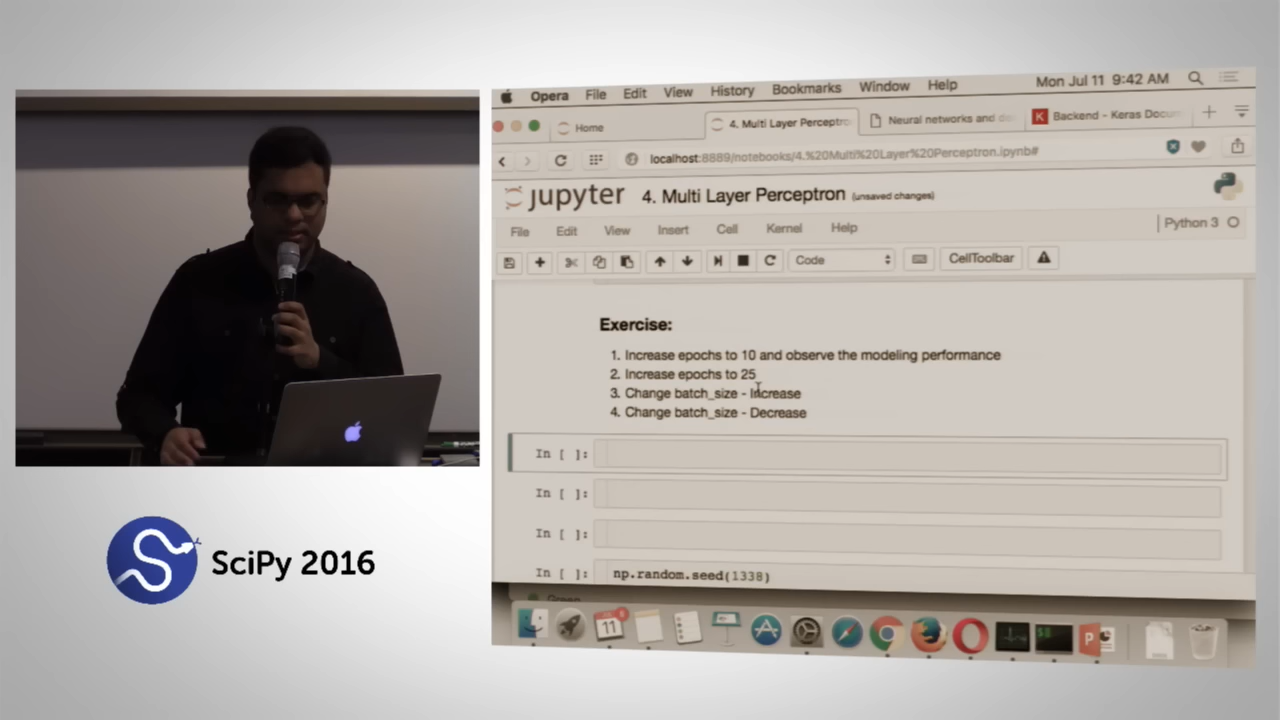 Opera File Edit View History Bookmarks Window Help Mon Jul 11 9:42 AM
Home 4. Multi Layer Perceptro Neural networks and de Backend - Keras Docu
localhost:8889/notebooks/4.%20Multi%20Layer%20Perceptron.ipynb#
jupyter 4. Multi Layer Perceptron (unsaved changes)
File Edit View Insert Cell Kernel Help Python 3
Code CellToolbar
Exercise:
1. Increase epochs to 10 and observe the modeling performance
2. Increase epochs to 25
3. Change batch_size - Increase
4. Change batch_size - Decrease
In [ ]:
In [ ]:
In [ ]:
In [ ]: np.random.seed(1338)
11
SciPy 2016